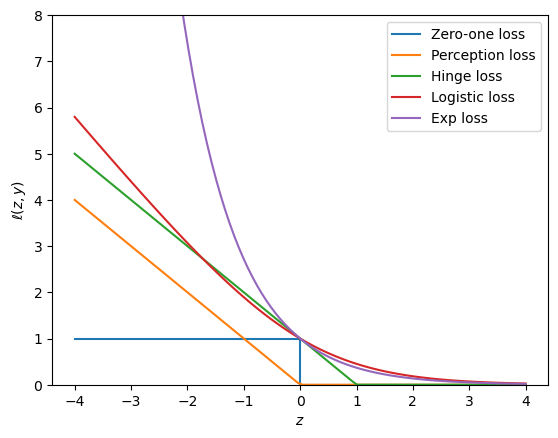 8
7
6
5
4
3
2
1
0
ℓ(z, y)
−4 −3 −2 −1 0 1 2 3 4
z
Zero-one loss
Perception loss
Hinge loss
Logistic loss
Exp loss